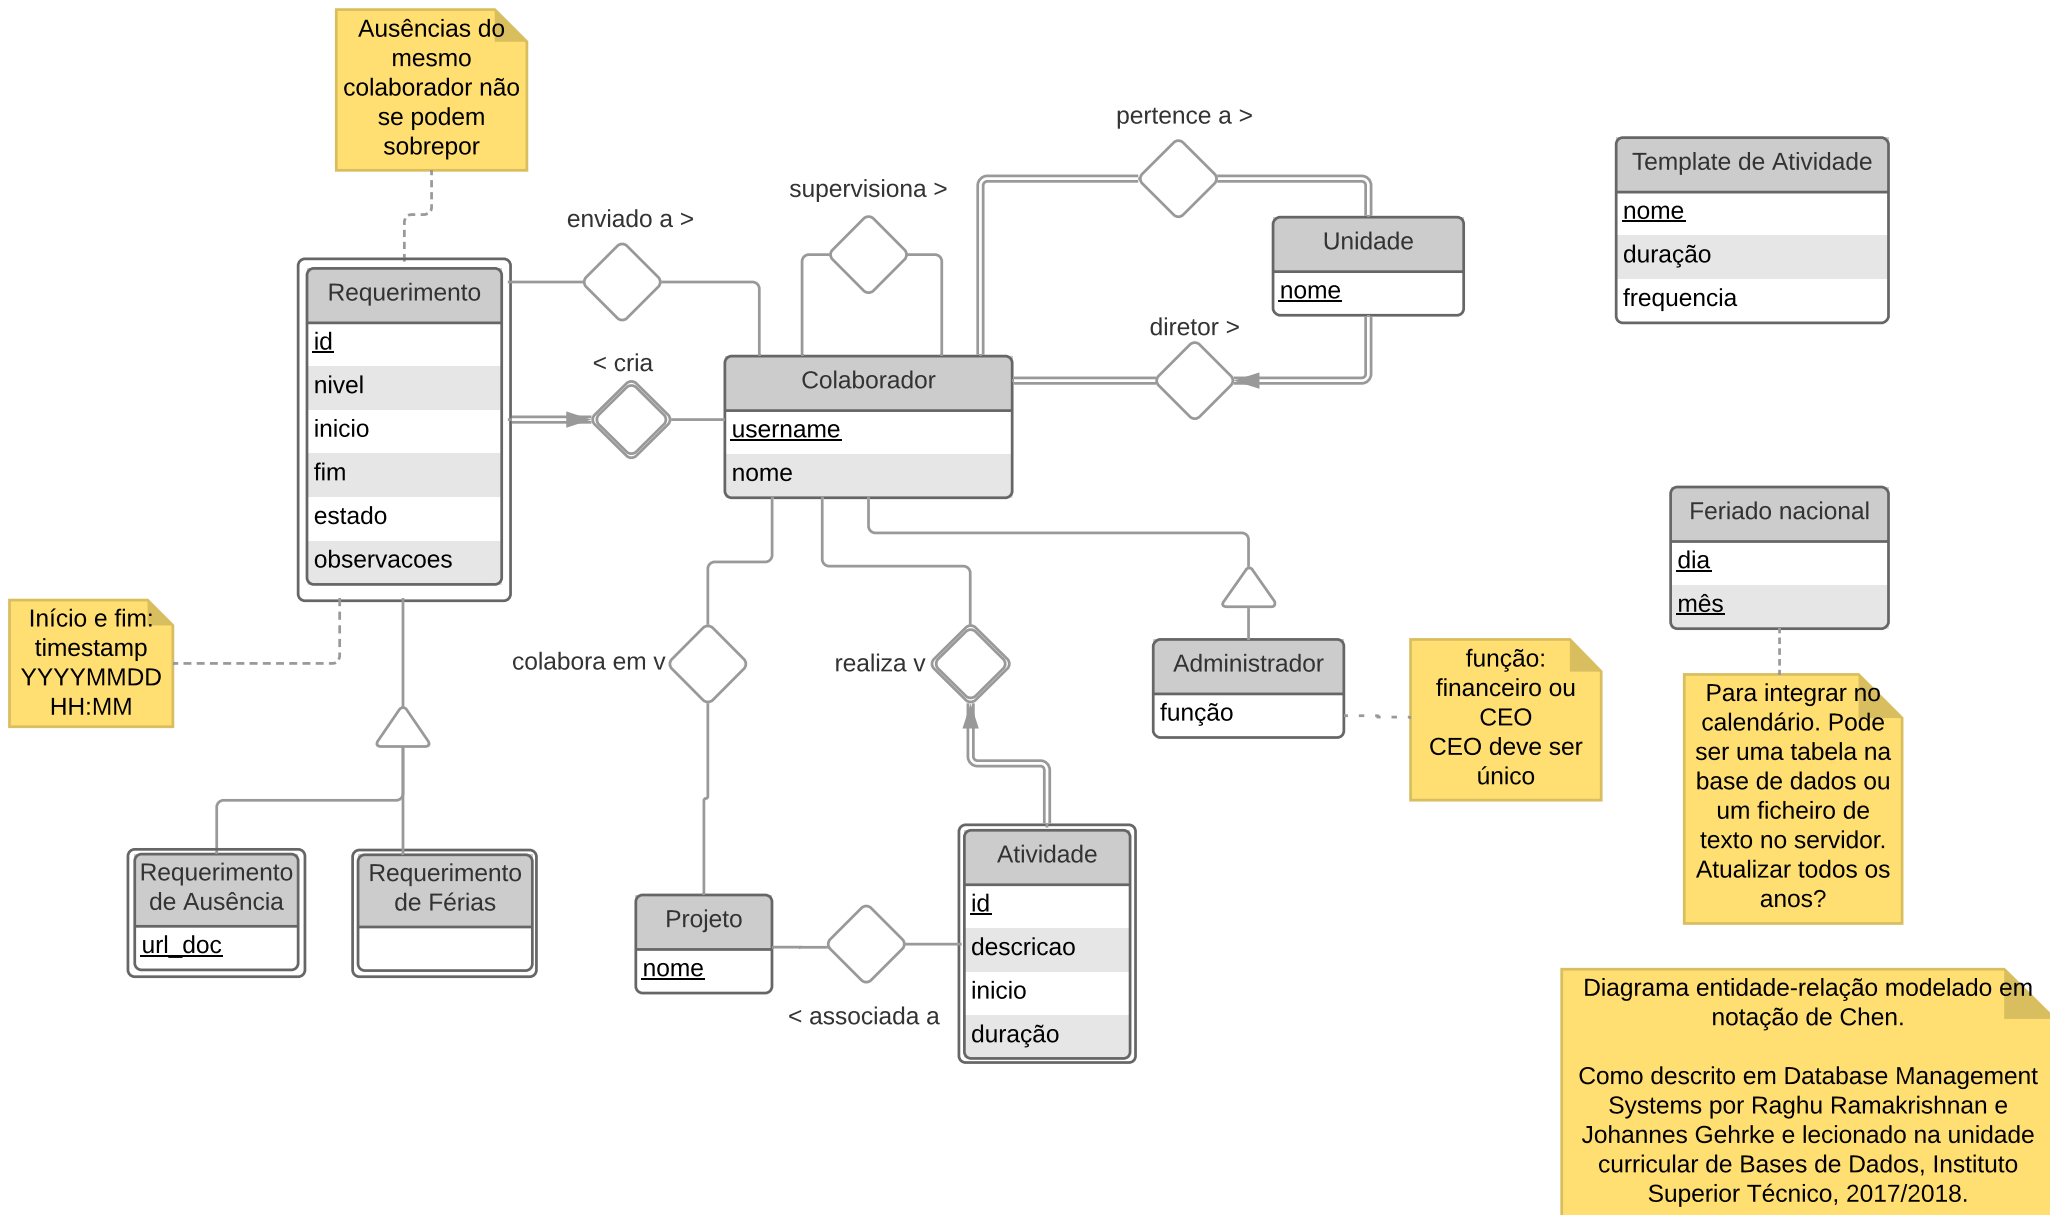 Ausências do
mesmo
colaborador não
se podem
sobrepor
pertence a >
supervisiona >
enviado a >
Template de Atividade
nome
duração
frequencia
Unidade
nome
Requerimento
id
nivel
inicio
fim
estado
observacoes
diretor >
< cria
Colaborador
username
nome
Feriado nacional
dia
mês
Início e fim:
timestamp
YYYYMMDD
HH:MM
colabora em v
realiza v
Administrador
função
função:
financeiro ou
CEO
CEO deve ser
único
Para integrar no
calendário. Pode
ser uma tabela na
base de dados ou
um ficheiro de
texto no servidor.
Atualizar todos os
anos?
Requerimento
de Ausência
url_doc
Requerimento
de Férias
Projeto
nome
< associada a
Atividade
id
descricao
inicio
duração
Diagrama entidade-relação modelado em
notação de Chen.
Como descrito em Database Management
Systems por Raghu Ramakrishnan e
Johannes Gehrke e lecionado na unidade
curricular de Bases de Dados, Instituto
Superior Técnico, 2017/2018.